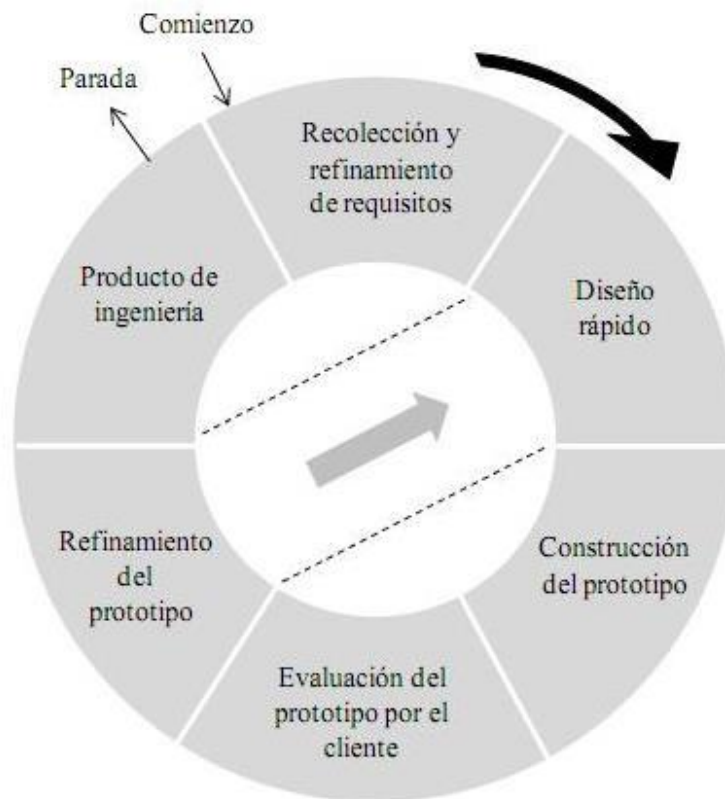 Comienzo
Parada
Recolección y
refinamiento
de requisitos
Diseño
rápido
Construcción
del prototipo
Evaluación del
prototipo por el
cliente
Refinamiento
del
prototipo
Producto de
ingeniería